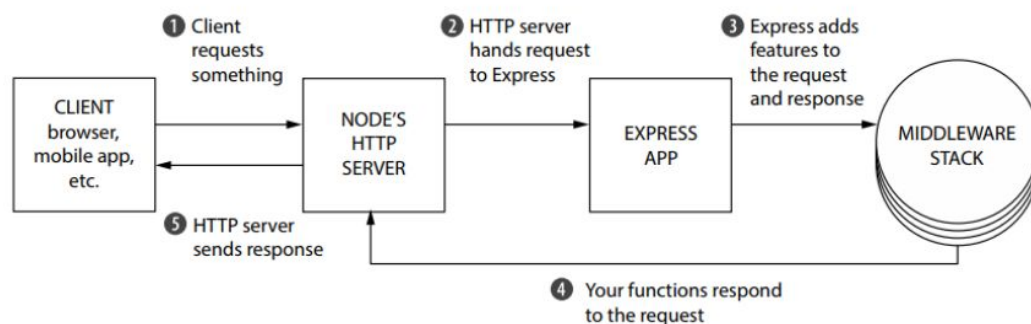 1 Client
requests
something
2 HTTP server
hands request
to Express
3 Express adds
features to
the request
and response
CLIENT
browser,
mobile app,
etc.
NODE'S
HTTP
SERVER
EXPRESS
APP
MIDDLEWARE
STACK
5 HTTP server
sends response
4 Your functions respond
to the request